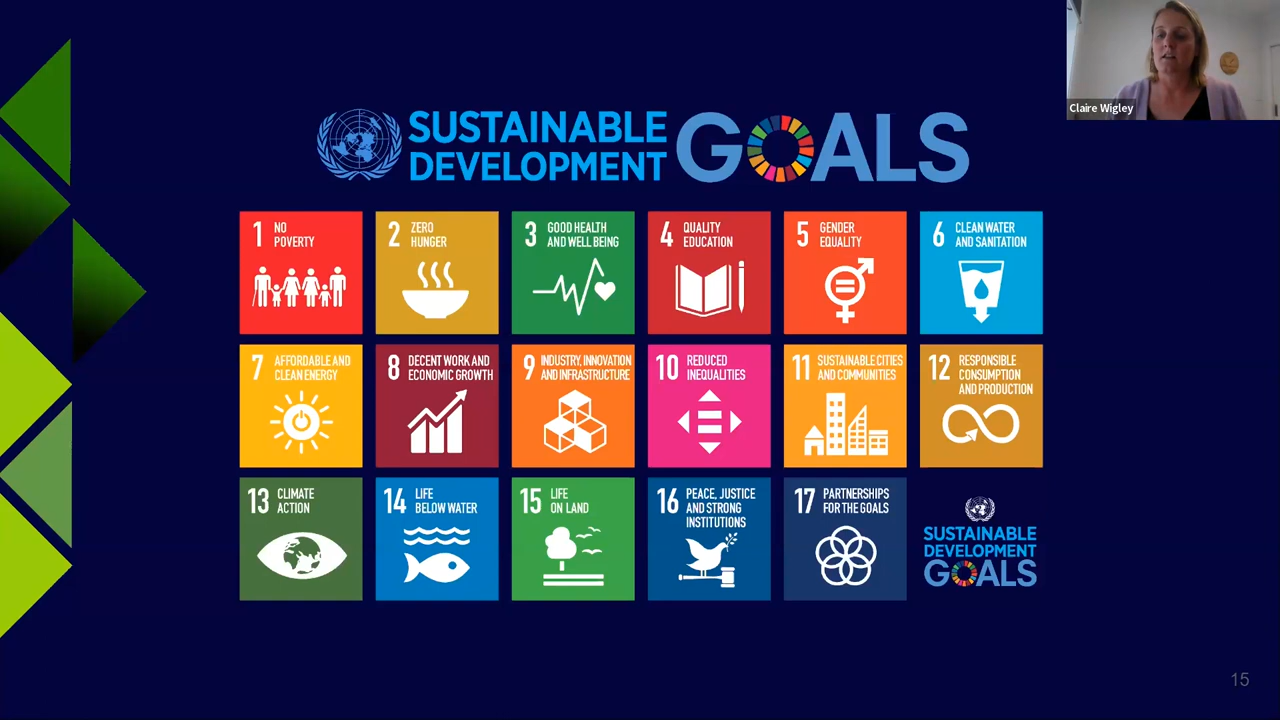 Claire Wigley
SUSTAINABLE
DEVELOPMENT
GOALS
1 NO
POVERTY
2 ZERO
HUNGER
3 GOOD HEALTH
AND WELL BEING
4 QUALITY
EDUCATION
5 GENDER
EQUALITY
6 CLEAN WATER
AND SANITATION
7 AFFORDABLE AND
CLEAN ENERGY
8 DECENT WORK AND
ECONOMIC GROWTH
9 INDUSTRY, INNOVATION
AND INFRASTRUCTURE
10 REDUCED
INEQUALITIES
11 SUSTAINABLE CITIES
AND COMMUNITIES
12 RESPONSIBLE
CONSUMPTION
AND PRODUCTION
13 CLIMATE
ACTION
14 LIFE
BELOW WATER
15 LIFE
ON LAND
16 PEACE, JUSTICE
AND STRONG
INSTITUTIONS
17 PARTNERSHIPS
FOR THE GOALS
SUSTAINABLE
DEVELOPMENT
GOALS
15